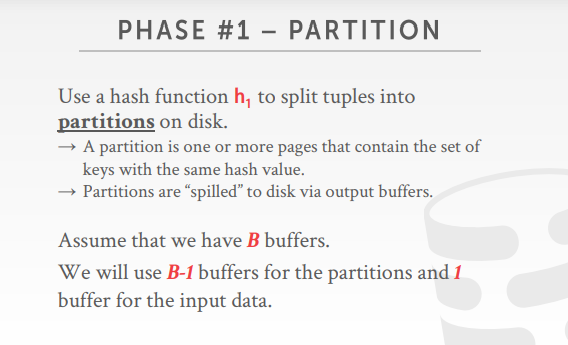 PHASE #1 – PARTITION
Use a hash function h1 to split tuples into
partitions on disk.
→ A partition is one or more pages that contain the set of
keys with the same hash value.
→ Partitions are “spilled” to disk via output buffers.
Assume that we have B buffers.
We will use B-1 buffers for the partitions and 1
buffer for the input data.